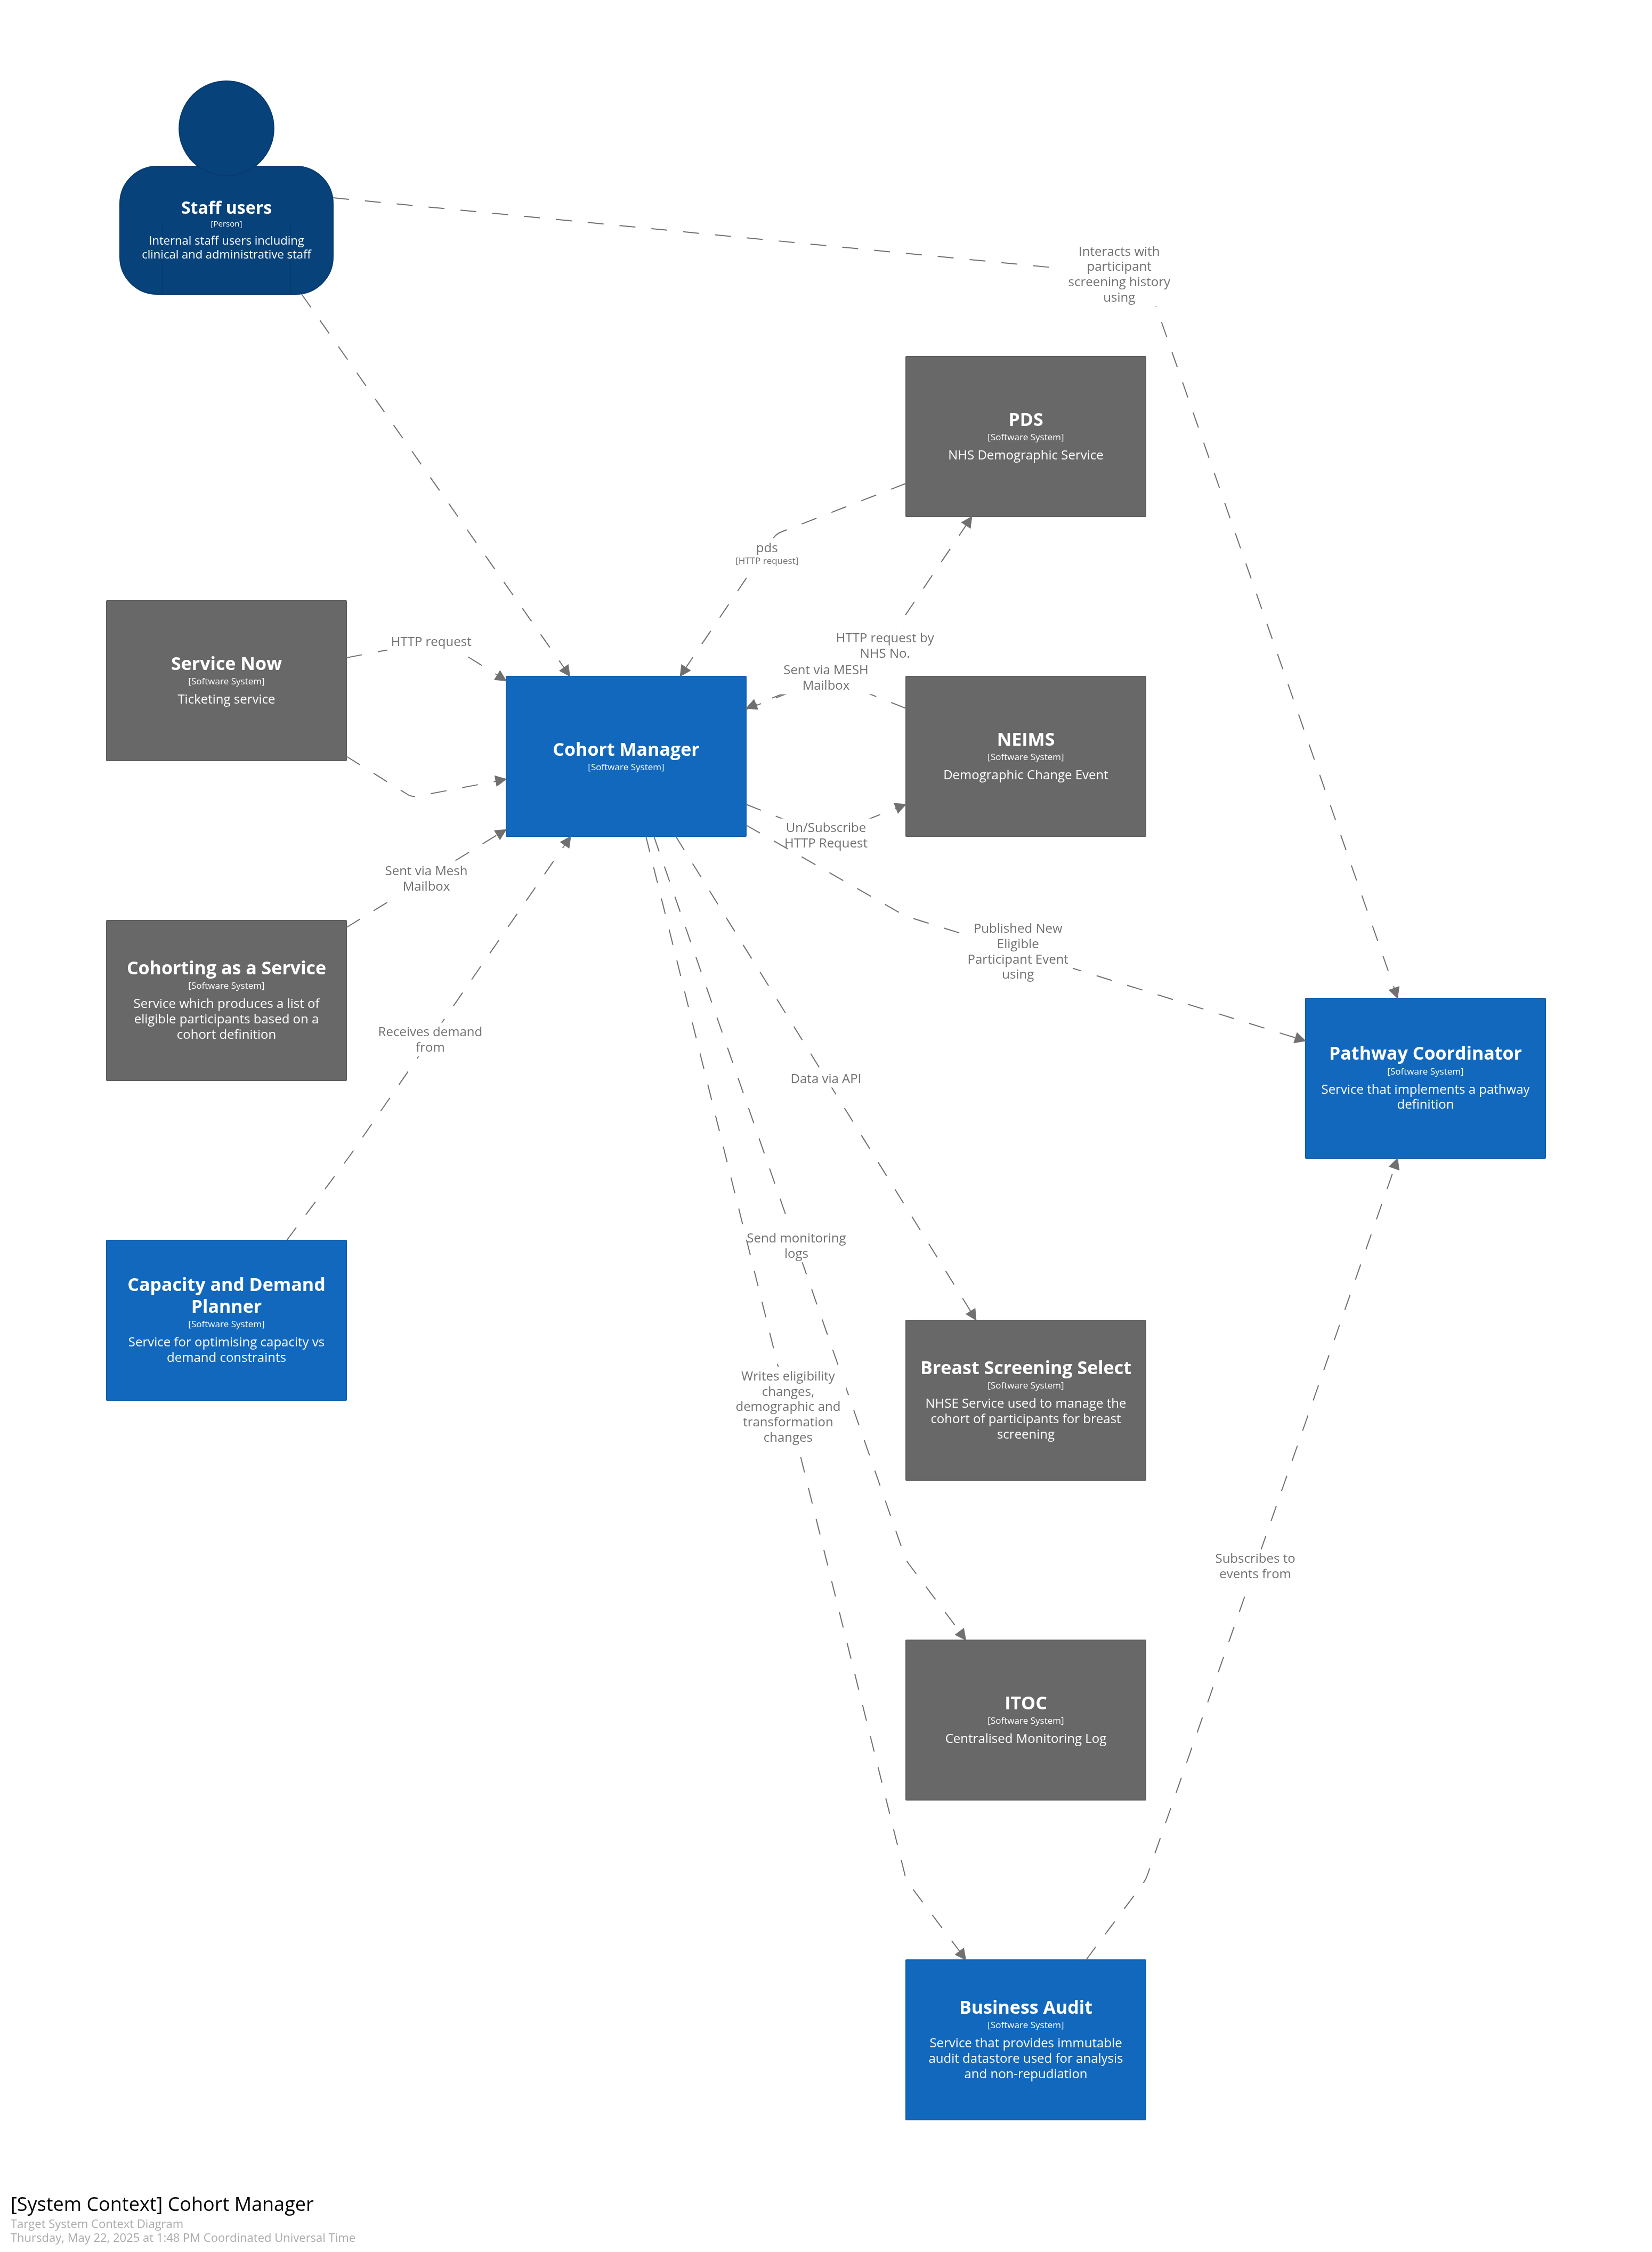 Staff users
[Person]
Internal staff users including
clinical and administrative staff
Interacts with
participant
screening history
using
PDS
[Software System]
NHS Demographic Service
pds
[HTTP request]
HTTP request by
NHS No.
Service Now
[Software System]
Ticketing service
HTTP request
Cohort Manager
[Software System]
Sent via MESH
Mailbox
NEIMS
[Software System]
Demographic Change Event
Un/Subscribe
HTTP Request
Sent via Mesh
Mailbox
Cohorting as a Service
[Software System]
Service which produces a list of
eligible participants based on a
cohort definition
Published New
Eligible
Participant Event
using
Receives demand
from
Data via API
Pathway Coordinator
[Software System]
Service that implements a pathway
definition
Capacity and Demand
Planner
[Software System]
Service for optimising capacity vs
demand constraints
Send monitoring
logs
Breast Screening Select
[Software System]
NHSE Service used to manage the
cohort of participants for breast
screening
Writes eligibility
changes,
demographic and
transformation
changes
Subscribes to
events from
ITOC
[Software System]
Centralised Monitoring Log
Business Audit
[Software System]
Service that provides immutable
audit datastore used for analysis
and non-repudiation
[System Context] Cohort Manager
Target System Context Diagram
Thursday, May 22, 2025 at 1:48 PM Coordinated Universal Time